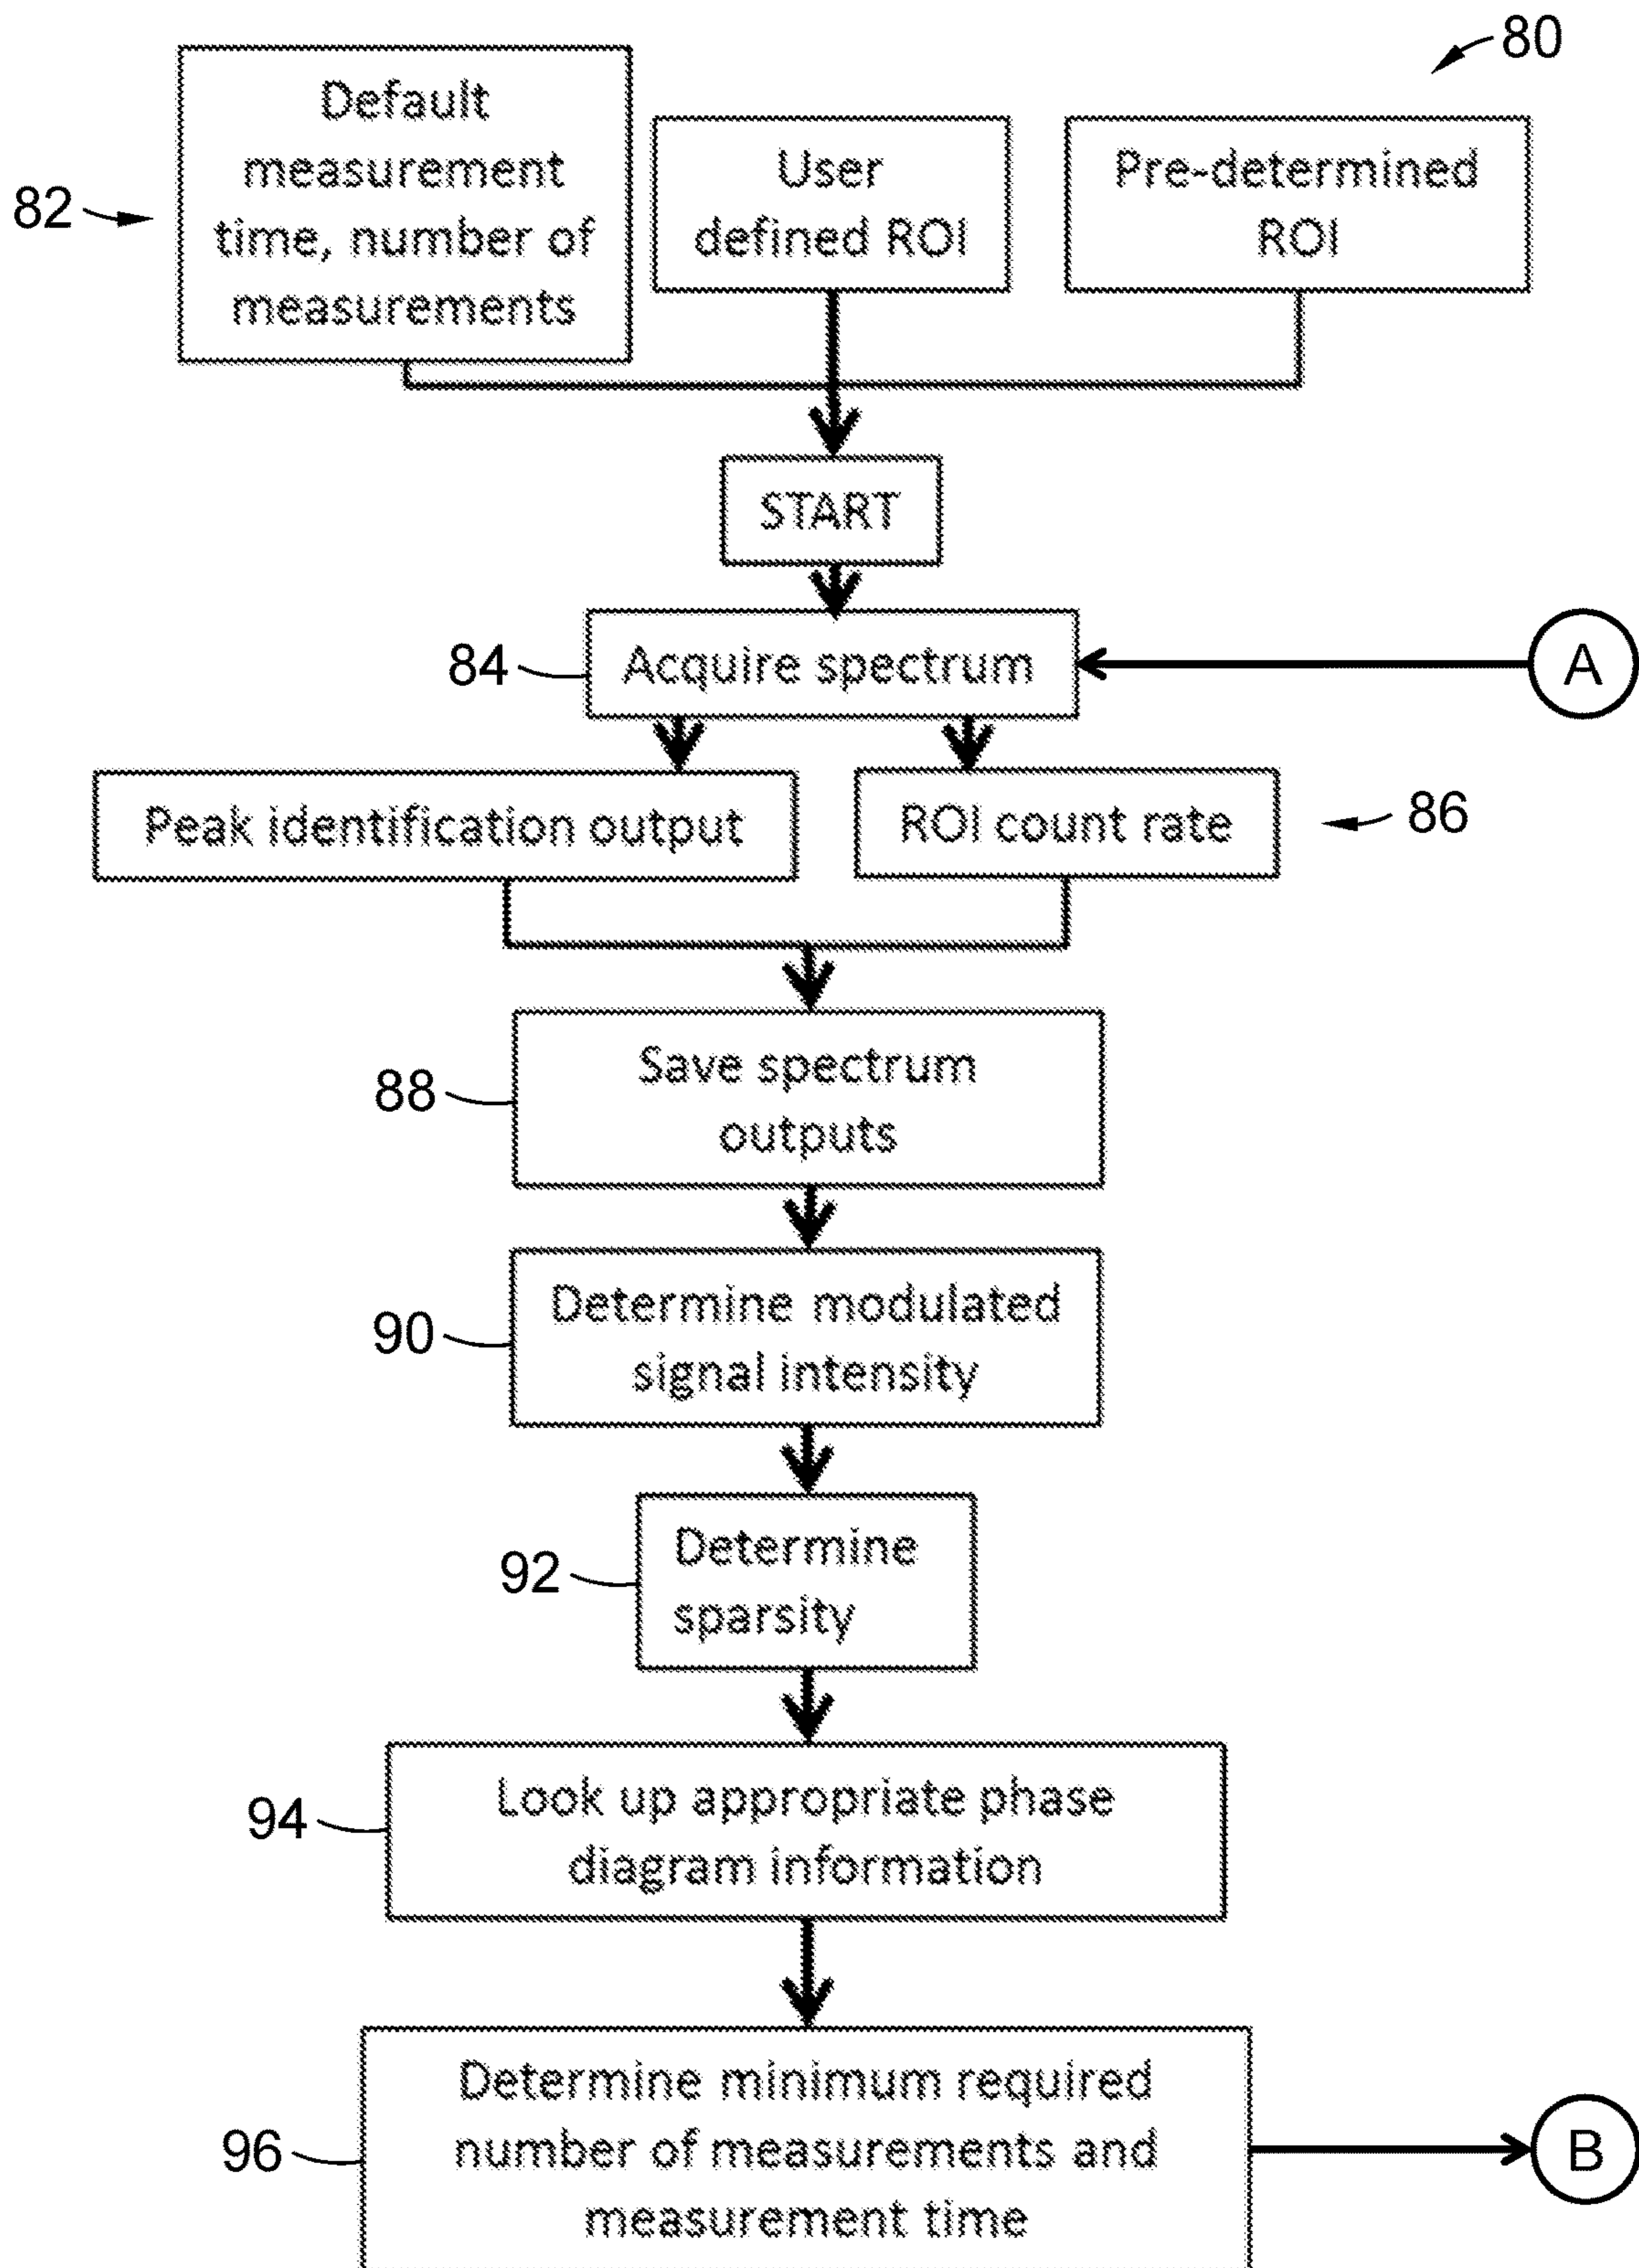 80
Default
measurement
time, number of
measurements
User
defined ROI
Pre-determined
ROI
82
START
84
Acquire spectrum
A
Peak identification output
ROI count rate
86
88
Save spectrum
outputs
90
Determine modulated
signal intensity
92
Determine
sparsity
94
Look up appropriate phase
diagram information
96
Determine minimum required
number of measurements and
measurement time
B